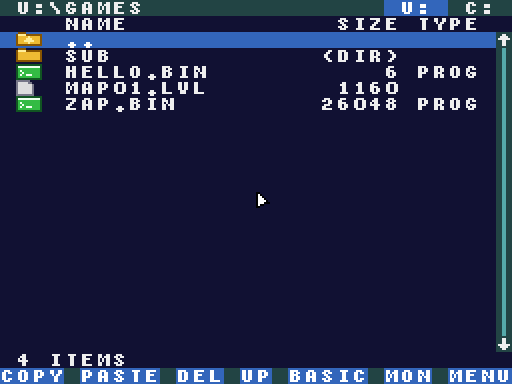 V:\GAMES V: C:
NAME SIZE TYPE
..
SUB <DIR>
HELLO.BIN 6 PROG
MAP01.LVL 1160
ZAP.BIN 26048 PROG
4 ITEMS
COPY PASTE DEL UP BASIC MON MENU